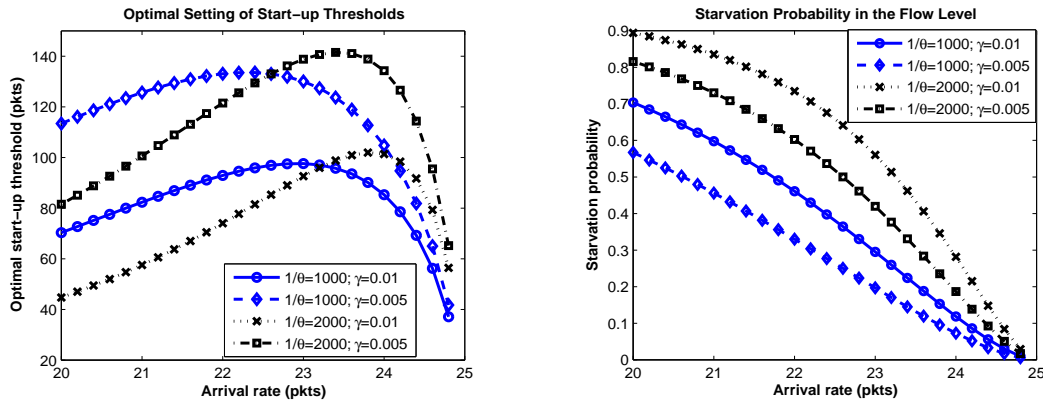 Optimal Setting of Start-up Thresholds
Optimal start-up threshold (pkts)
140
120
100
80
60
40
20
20 21 22 23 24 25
Arrival rate (pkts)
1/θ=1000; γ=0.01
1/θ=1000; γ=0.005
1/θ=2000; γ=0.01
1/θ=2000; γ=0.005
Starvation Probability in the Flow Level
Starvation probability
0.9
0.8
0.7
0.6
0.5
0.4
0.3
0.2
0.1
0
20 21 22 23 24 25
Arrival rate (pkts)
1/θ=1000; γ=0.01
1/θ=1000; γ=0.005
1/θ=2000; γ=0.01
1/θ=2000; γ=0.005